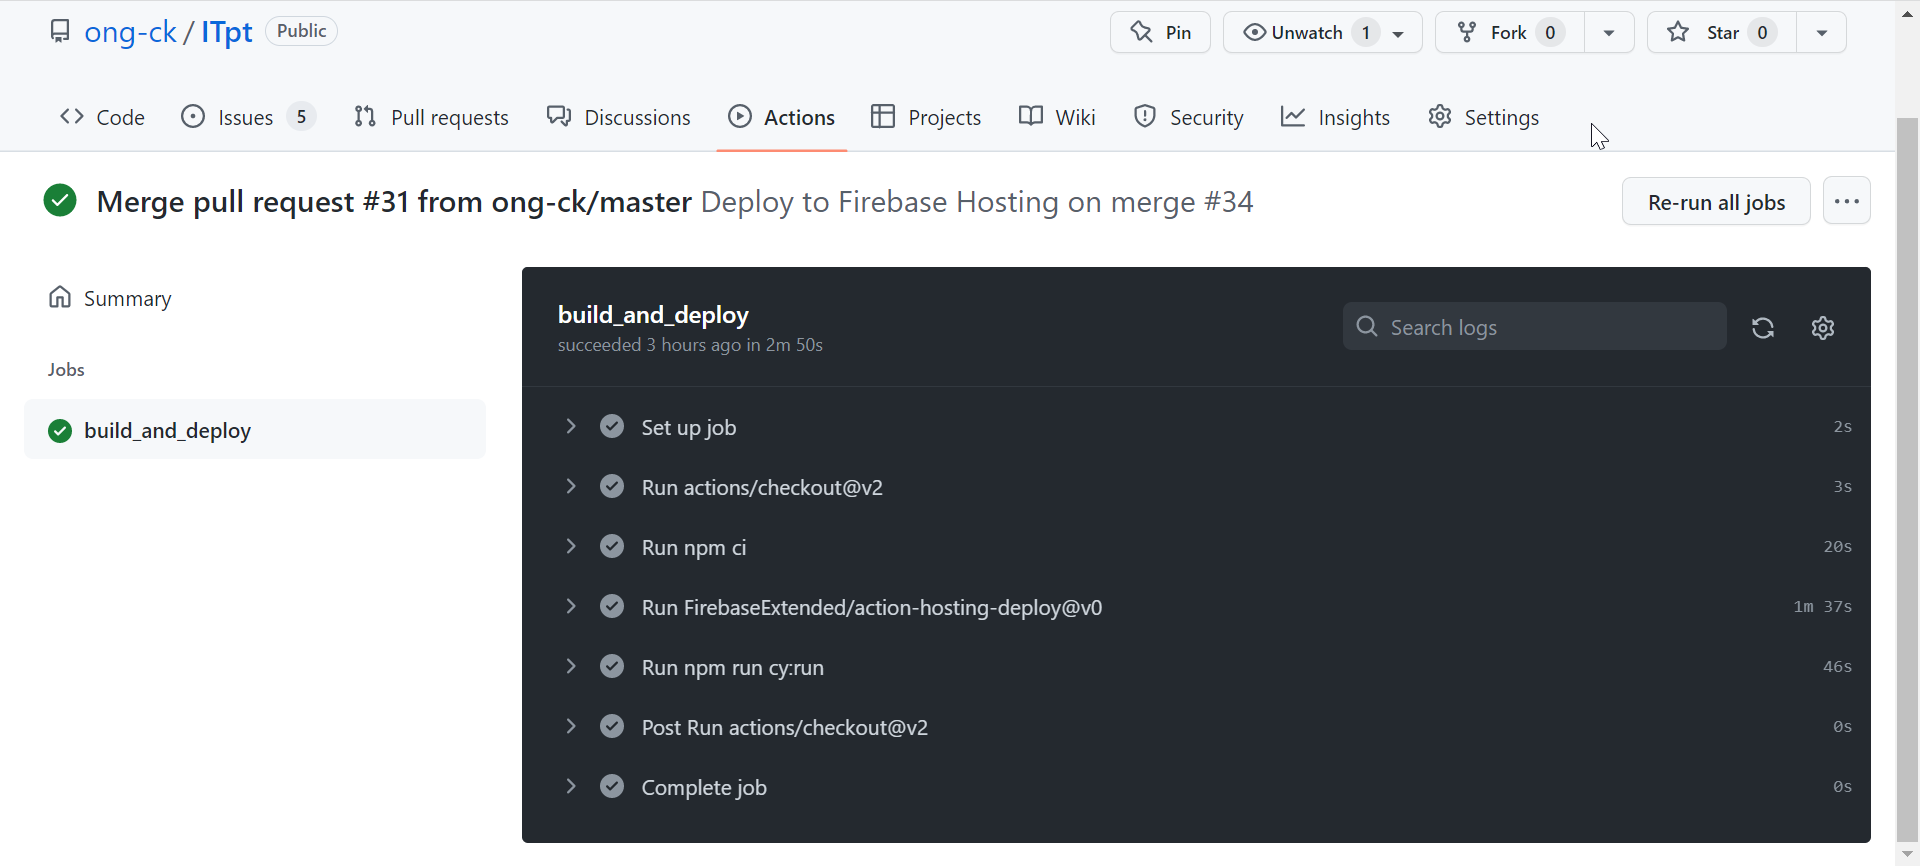 ong-ck / ITpt Public Pin Unwatch 1 Fork 0 Star 0
Code Issues 5 Pull requests Discussions Actions Projects Wiki Security Insights Settings
Merge pull request #31 from ong-ck/master Deploy to Firebase Hosting on merge #34 Re-run all jobs
Summary
Jobs
build_and_deploy
build_and_deploy
succeeded 3 hours ago in 2m 50s
Search logs
Set up job 2s
Run actions/checkout@v2 3s
Run npm ci 20s
Run FirebaseExtended/action-hosting-deploy@v0 1m 37s
Run npm run cy:run 46s
Post Run actions/checkout@v2 0s
Complete job 0s